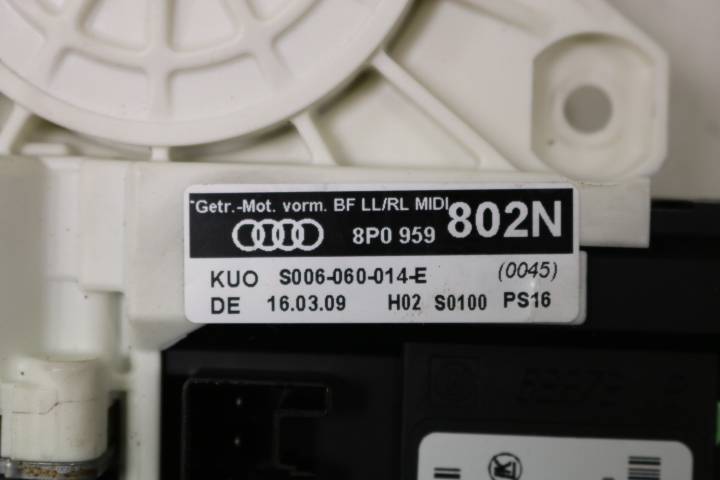 Getr.-Mot. vorm. BF LL/RL MIDI
8P0 959 802N
KUO S006-060-014-E (0045)
DE 16.03.09 H02 S0100 PS16